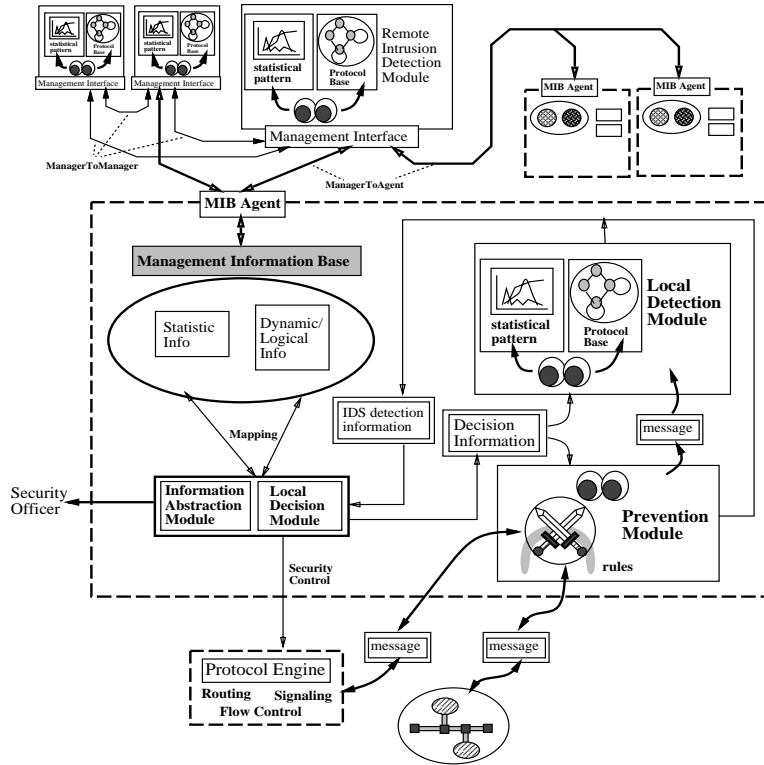 statistical
pattern
Protocol
Base
Management Interface
statistical
pattern
Protocol
Base
Management Interface
statistical
pattern
Protocol
Base
Remote
Intrusion
Detection
Module
Management Interface
MIB Agent
MIB Agent
ManagerToManager
ManagerToAgent
MIB Agent
Management Information Base
Statistic
Info
Dynamic/
Logical
Info
statistical
pattern
Protocol
Base
Local
Detection
Module
Mapping
IDS detection
information
Decision
Information
message
Security
Officer
Information
Abstraction
Module
Local
Decision
Module
Prevention
Module
rules
Security
Control
message
message
Protocol Engine
Routing
Signaling
Flow Control